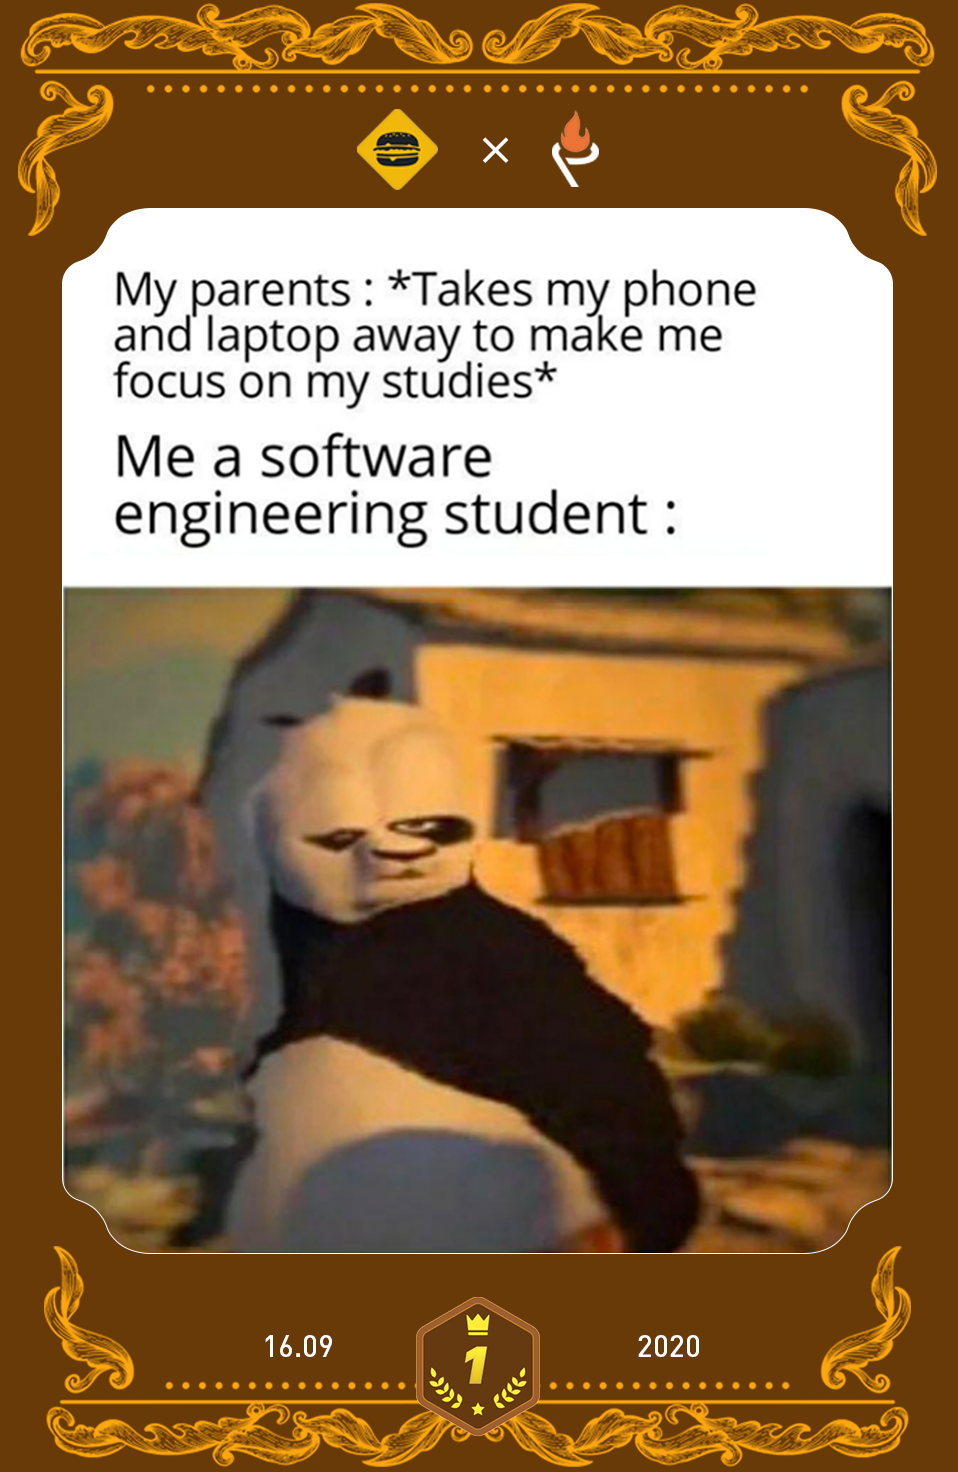 My parents : *Takes my phone
and laptop away to make me
focus on my studies*
Me a software
engineering student :
16.09
1
2020